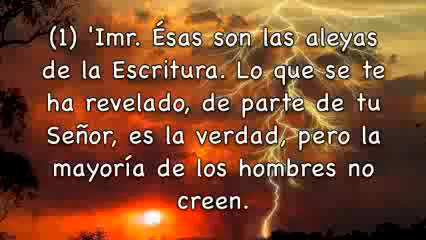 (1) 'Imr. Ésas son las aleyas
de la Escritura. Lo que se te
ha revelado, de parte de tu
Señor, es la verdad, pero la
mayoría de los hombres no
creen.